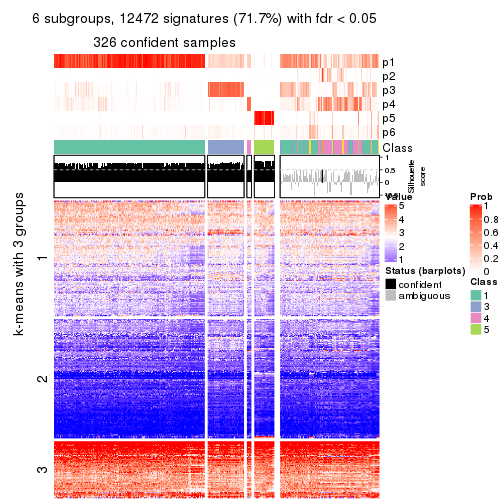 6 subgroups, 12472 signatures (71.7%) with fdr < 0.05
326 confident samples
p1
p2
p3
p4
p5
p6
Class
1
0.5
0
Silhouette
score
k-means with 3 groups
1
2
3
Value
5
4
3
2
1
Status (barplots)
confident
ambiguous
Prob
1
0.8
0.6
0.4
0.2
0
Class
1
3
4
5